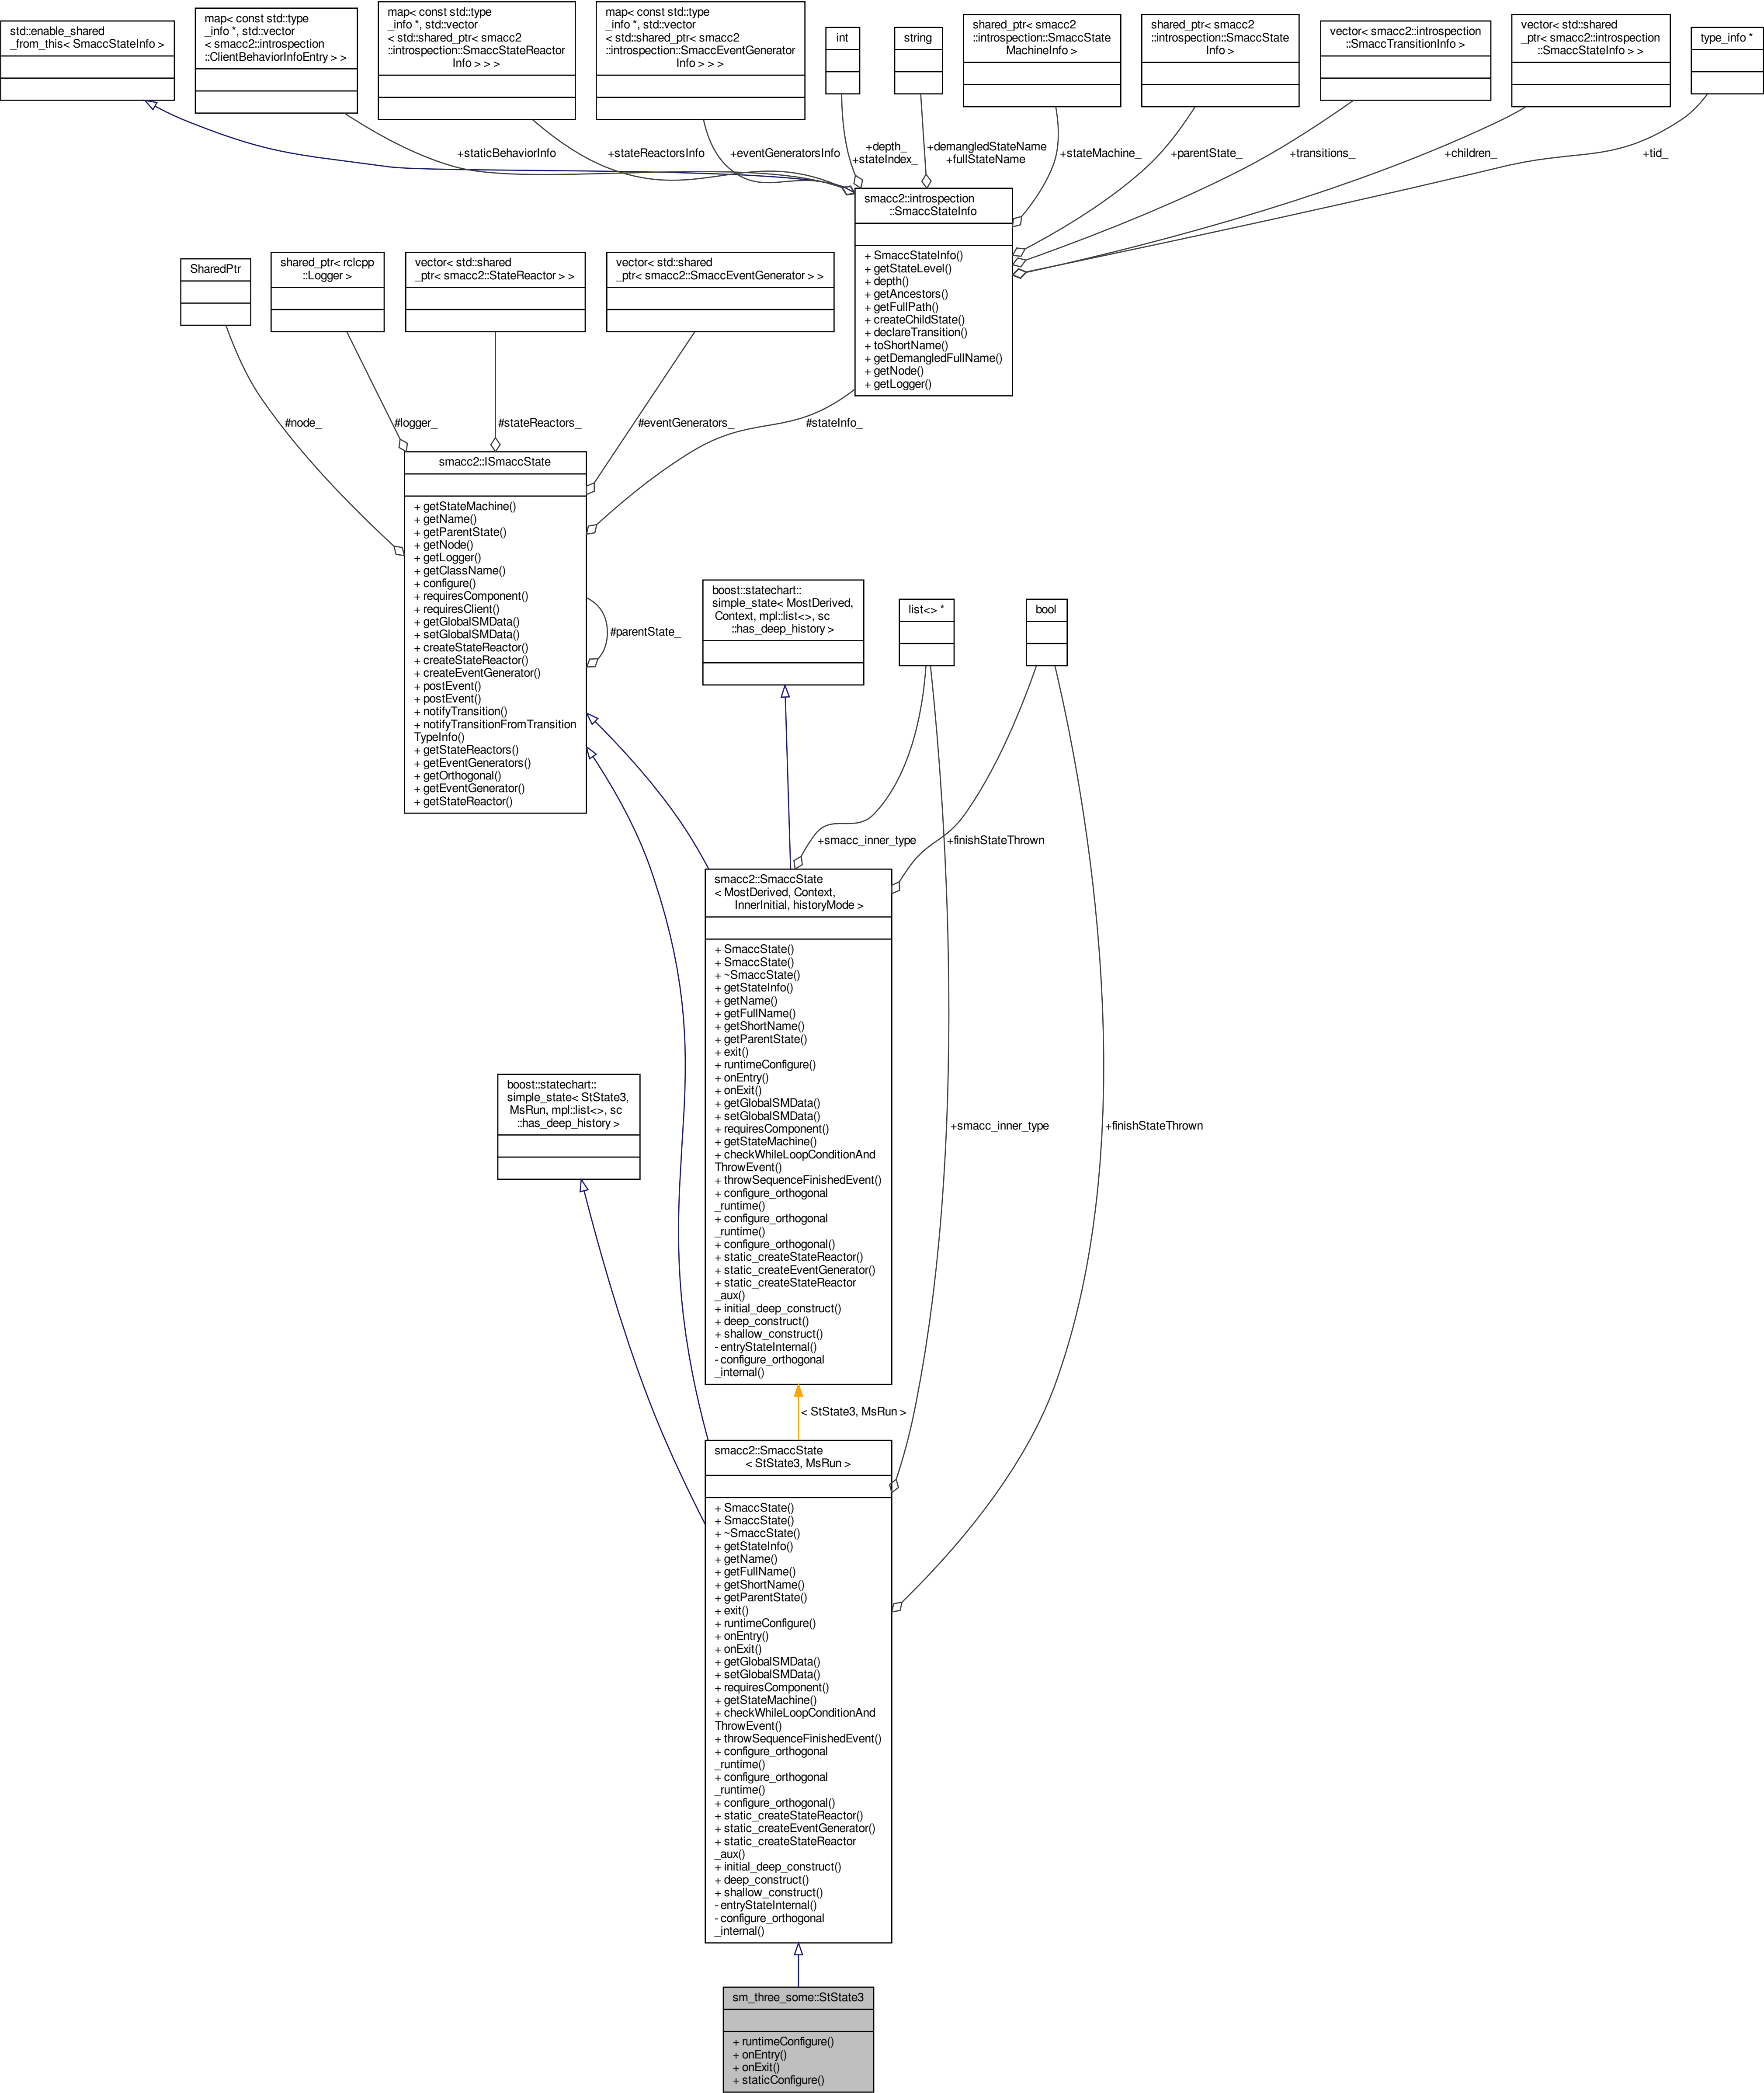 std::enable_shared
_from_this< SmaccStateInfo >
map< const std::type
_info *, std::vector
< smacc2::introspection
::ClientBehaviorInfoEntry > >
map< const std::type
_info *, std::vector
< std::shared_ptr< smacc2
::introspection::SmaccStateReactor
Info > > >
map< const std::type
_info *, std::vector
< std::shared_ptr< smacc2
::introspection::SmaccEventGenerator
Info > > >
int
string
shared_ptr< smacc2
::introspection::SmaccState
MachineInfo >
shared_ptr< smacc2
::introspection::SmaccState
Info >
vector< smacc2::introspection
::SmaccTransitionInfo >
vector< std::shared
_ptr< smacc2::introspection
::SmaccStateInfo > >
type_info *
+staticBehaviorInfo
+stateReactorsInfo
+eventGeneratorsInfo
+depth_
+stateIndex_
+demangledStateName
+fullStateName
+stateMachine_
+parentState_
+transitions_
+children_
+tid_
smacc2::introspection
::SmaccStateInfo
+ SmaccStateInfo()
+ getStateLevel()
+ depth()
+ getAncestors()
+ getFullPath()
+ createChildState()
+ declareTransition()
+ toShortName()
+ getDemangledFullName()
+ getNode()
+ getLogger()
SharedPtr
shared_ptr< rclcpp
::Logger >
vector< std::shared
_ptr< smacc2::StateReactor > >
vector< std::shared
_ptr< smacc2::SmaccEventGenerator > >
#node_
#logger_
#stateReactors_
#eventGenerators_
#stateInfo_
smacc2::ISmaccState
+ getStateMachine()
+ getName()
+ getParentState()
+ getNode()
+ getLogger()
+ getClassName()
+ configure()
+ requiresComponent()
+ requiresClient()
+ getGlobalSMData()
+ setGlobalSMData()
+ createStateReactor()
+ createStateReactor()
+ createEventGenerator()
+ postEvent()
+ postEvent()
+ notifyTransition()
+ notifyTransitionFromTransition
TypeInfo()
+ getStateReactors()
+ getEventGenerators()
+ getOrthogonal()
+ getEventGenerator()
+ getStateReactor()
#parentState_
boost::statechart::
simple_state< MostDerived,
Context, mpl::list<>, sc
::has_deep_history >
list<> *
bool
+smacc_inner_type
+finishStateThrown
smacc2::SmaccState
< MostDerived, Context,
InnerInitial, historyMode >
+ SmaccState()
+ SmaccState()
+ ~SmaccState()
+ getStateInfo()
+ getName()
+ getFullName()
+ getShortName()
+ getParentState()
+ exit()
+ runtimeConfigure()
+ onEntry()
+ onExit()
+ getGlobalSMData()
+ setGlobalSMData()
+ requiresComponent()
+ getStateMachine()
+ checkWhileLoopConditionAnd
ThrowEvent()
+ throwSequenceFinishedEvent()
+ configure_orthogonal
_runtime()
+ configure_orthogonal
_runtime()
+ configure_orthogonal()
+ static_createStateReactor()
+ static_createEventGenerator()
+ static_createStateReactor
_aux()
+ initial_deep_construct()
+ deep_construct()
+ shallow_construct()
- entryStateInternal()
- configure_orthogonal
_internal()
boost::statechart::
simple_state< StState3,
MsRun, mpl::list<>, sc
::has_deep_history >
+smacc_inner_type
+finishStateThrown
< StState3, MsRun >
smacc2::SmaccState
< StState3, MsRun >
+ SmaccState()
+ SmaccState()
+ ~SmaccState()
+ getStateInfo()
+ getName()
+ getFullName()
+ getShortName()
+ getParentState()
+ exit()
+ runtimeConfigure()
+ onEntry()
+ onExit()
+ getGlobalSMData()
+ setGlobalSMData()
+ requiresComponent()
+ getStateMachine()
+ checkWhileLoopConditionAnd
ThrowEvent()
+ throwSequenceFinishedEvent()
+ configure_orthogonal
_runtime()
+ configure_orthogonal
_runtime()
+ configure_orthogonal()
+ static_createStateReactor()
+ static_createEventGenerator()
+ static_createStateReactor
_aux()
+ initial_deep_construct()
+ deep_construct()
+ shallow_construct()
- entryStateInternal()
- configure_orthogonal
_internal()
sm_three_some::StState3
+ runtimeConfigure()
+ onEntry()
+ onExit()
+ staticConfigure()